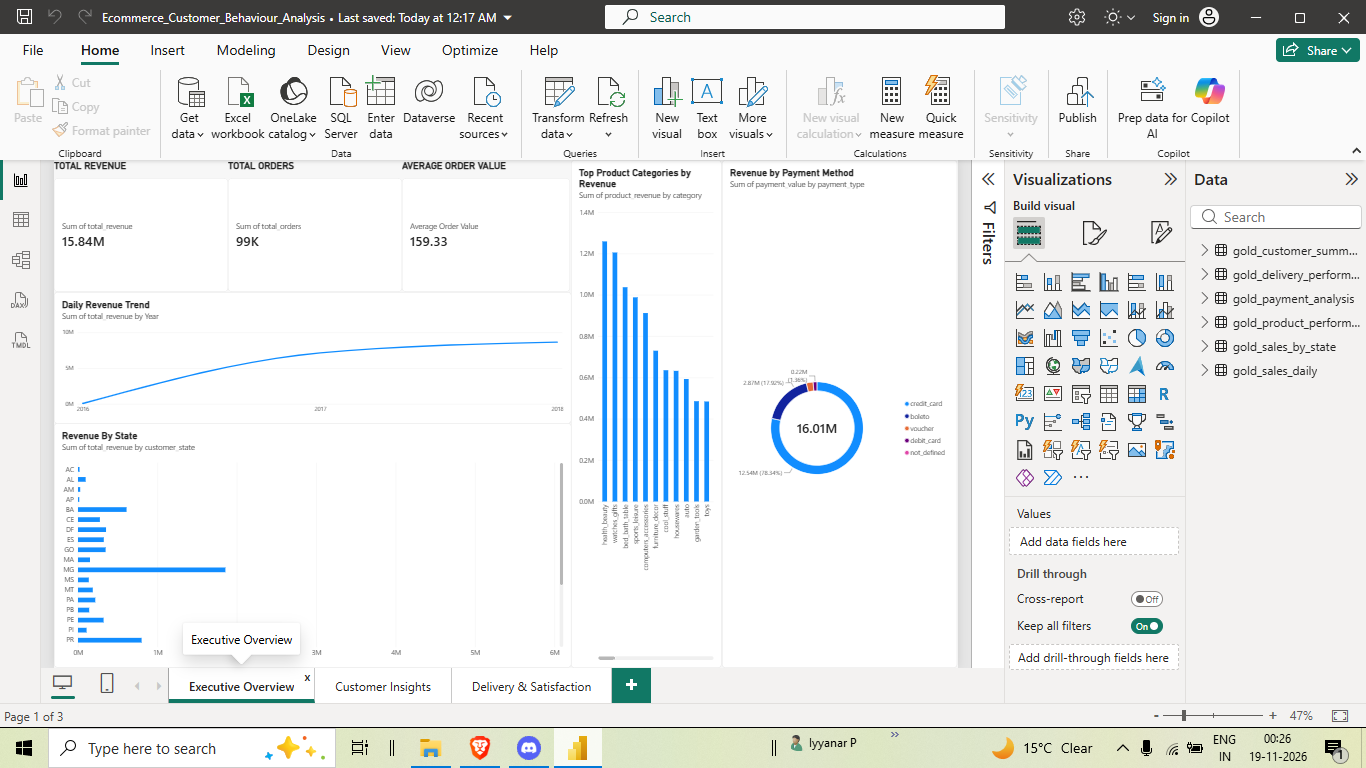 Ecommerce_Customer_Behaviour_Analysis • Last saved: Today at 12:17 AM
Search
Sign in
File
Home
Insert
Modeling
Design
View
Optimize
Help
Share
Paste
Cut
Copy
Format painter
Clipboard
Get data
Excel workbook
OneLake catalog
SQL Server
Enter data
Dataverse
Recent sources
Data
Transform data
Refresh
Queries
New visual
Text box
More visuals
Insert
New visual calculation
New measure
Quick measure
Calculations
Sensitivity
Sensitivity
Publish
Share
Prep data for AI
Copilot
Copilot
TOTAL REVENUE
TOTAL ORDERS
AVERAGE ORDER VALUE
Sum of total_revenue
15.84M
Sum of total_orders
99K
Average Order Value
159.33
Daily Revenue Trend
Sum of total_revenue by Year
10M
5M
0M
2016
2017
2018
Revenue By State
Sum of total_revenue by customer_state
AC
AL
AM
AP
BA
CE
DF
ES
GO
MA
MG
MS
MT
PA
PB
PE
PI
PR
0M
1M
3M
4M
5M
6M
Top Product Categories by
Revenue
Sum of product_revenue by category
1.4M
1.2M
1.0M
0.8M
0.6M
0.4M
0.2M
0.0M
health_beauty
watches_gifts
bed_bath_table
sports_leisure
computers_accessories
furniture_decor
cool_stuff
housewares
auto
garden_tools
toys
Revenue by Payment Method
Sum of payment_value by payment_type
0.22M
(1.36%)
2.87M (17.92%)
16.01M
12.54M (78.34%)
credit_card
boleto
voucher
debit_card
not_defined
Filters
Visualizations
Build visual
123
R
Py
Values
Add data fields here
Drill through
Cross-report
Off
Keep all filters
On
Add drill-through fields here
Data
Search
gold_customer_summ...
gold_delivery_perform...
gold_payment_analysis
gold_product_perform...
gold_sales_by_state
gold_sales_daily
DAX
TMDL
Executive Overview
Executive Overview
x
Customer Insights
Delivery & Satisfaction
+
Page 1 of 3
- + 47%
Type here to search
Iyyanar P
15°C Clear
ENG
IN
00:26
19-11-2026
1